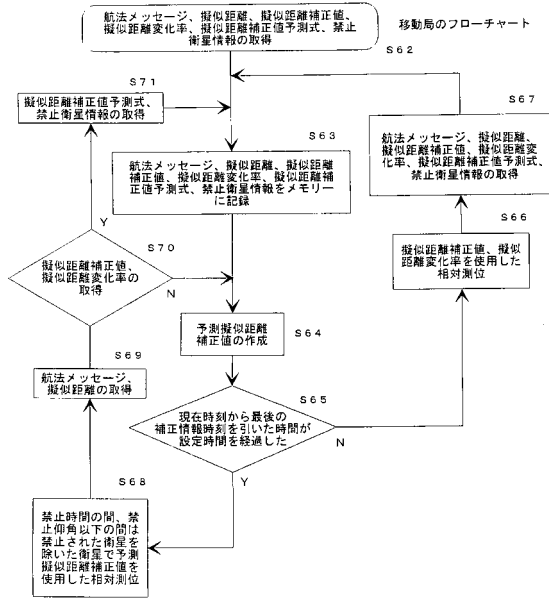 移動局のフローチャート
航法メッセージ、擬似距離、擬似距離補正値、
擬似距離変化率、擬似距離補正値予測式、禁止
衛星情報の取得
S62
S71
擬似距離補正値予測式、
禁止衛星情報の取得
S67
航法メッセージ、擬似距離、
擬似距離補正値、擬似距離変
化率、擬似距離補正値予測式、
禁止衛星情報の取得
S63
航法メッセージ、擬似距離、擬似距離
補正値、擬似距離変化率、擬似距離補
正値予測式、禁止衛星情報をメモリー
に記録
S66
擬似距離補正値、擬似
距離変化率を使用した
相対測位
Y
S70
擬似距離補正値、
擬似距離変化率の
取得
N
S64
予測擬似距離
補正値の作成
S69
航法メッセージ、
擬似距離の取得
S65
現在時刻から最後の
補正情報時刻を引いた時間が
設定時間を経過した
N
Y
S68
禁止時間の間、禁
止仰角以下の間は
禁止された衛星を
除いた衛星で予測
擬似距離補正値を
使用した相対測位